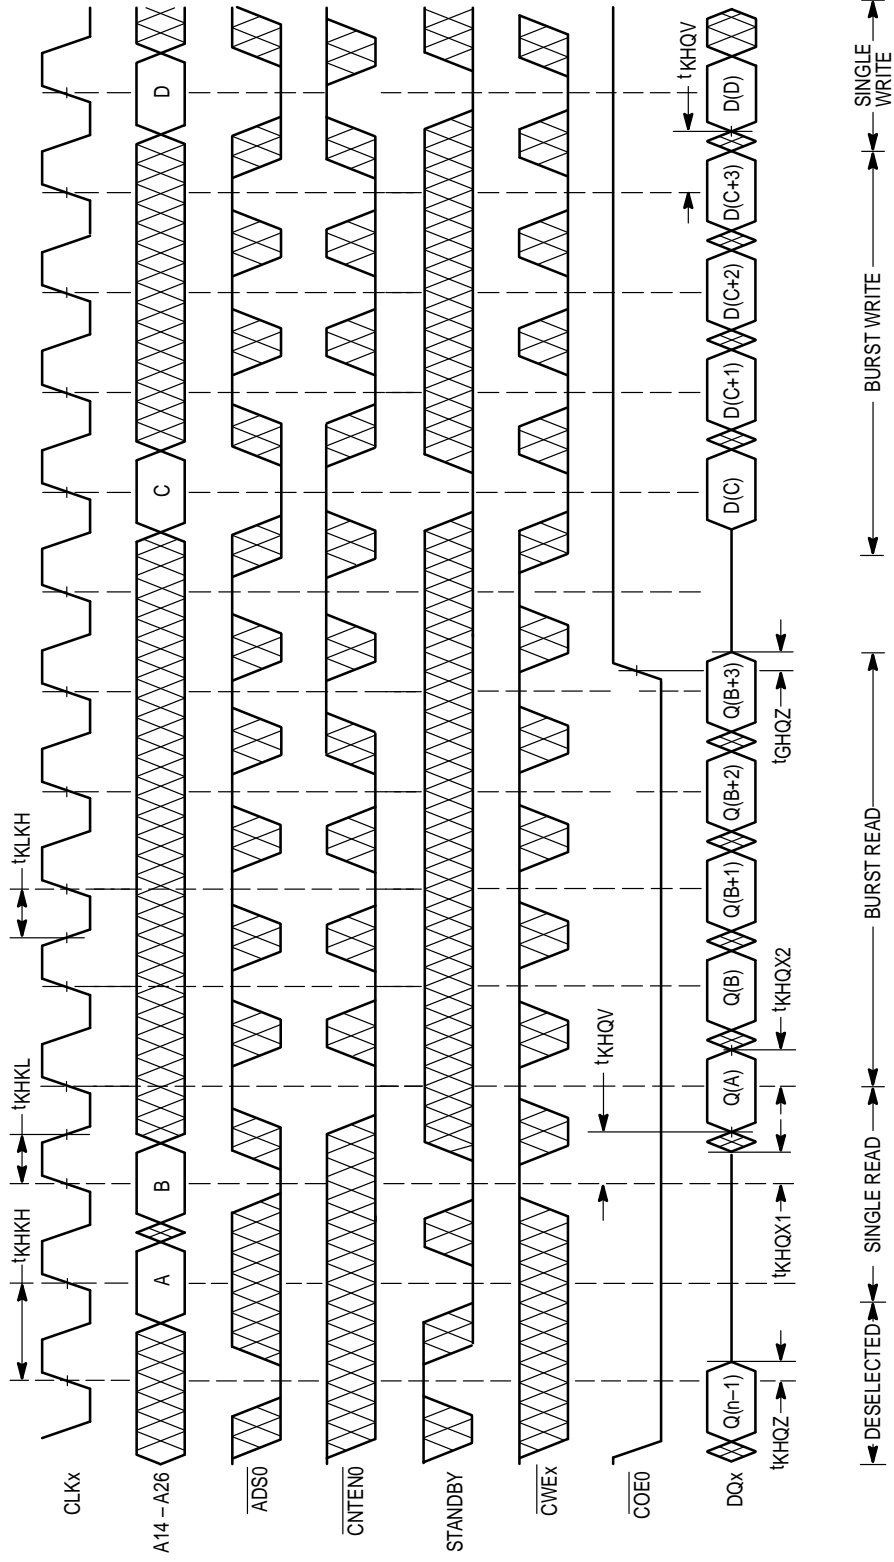 tKHKH
tKHKL
tKLKH
CLKx
A14 – A26
A
B
C
D
ADS0
CNTEN0
STANDBY
CWEx
tKHQV
tKHQV
COE0
DQx
Q(n–1)
Q(A)
Q(B)
Q(B+1)
Q(B+2)
Q(B+3)
D(C)
D(C+1)
D(C+2)
D(C+3)
D(D)
tKHQZ
tKHQX1
tKHQX2
tGHQZ
DESELECTED
SINGLE READ
BURST READ
BURST WRITE
SINGLE
WRITE